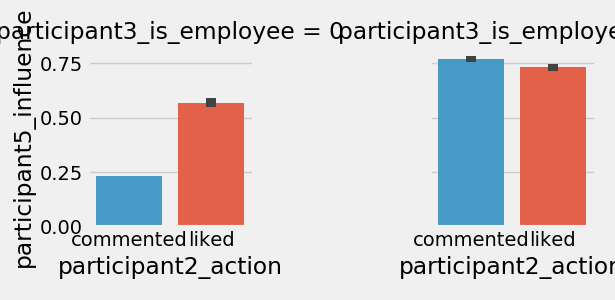 participant3_is_employee = 0
participant3_is_employe
participant5_influence
0.75
0.50
0.25
0.00
commented liked
commented liked
participant2_action
participant2_action